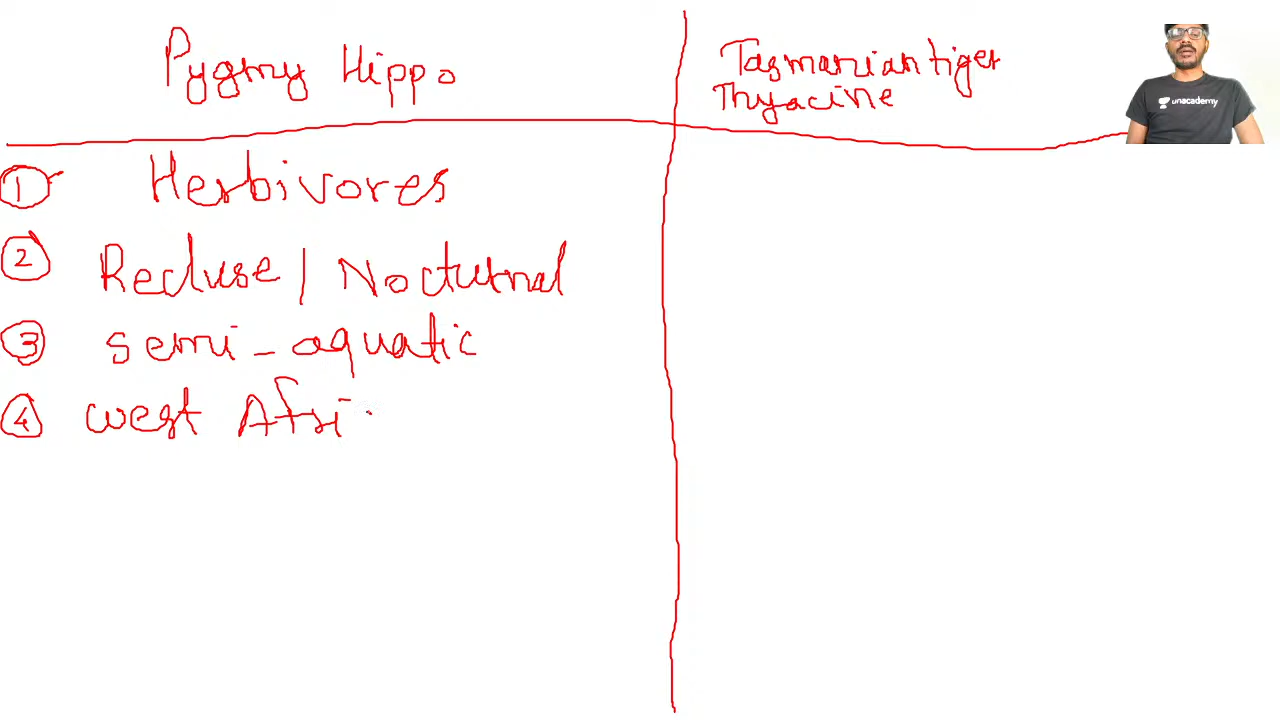 Pygmy Hippo
Tasmanian tiger
Thyacine
unacademy
1 Herbivores
2 Recluse / Nocturnal
3 semi-aquatic
4 west Afri